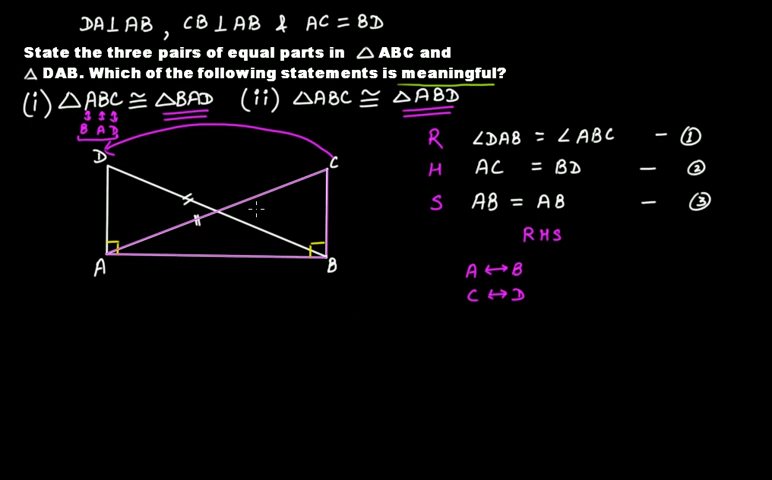 DA⊥AB, CB⊥AB & AC = BD
State the three pairs of equal parts in △ ABC and
△ DAB. Which of the following statements is meaningful?
(i) △ABC ≅ △BAD (ii) △ABC ≅ △ABD
↕ ↕ ↕
B A D
R ∠DAB = ∠ABC — ①
H AC = BD — ②
S AB = AB — ③
RHS
A ↔ B
C ↔ D
D C
A B